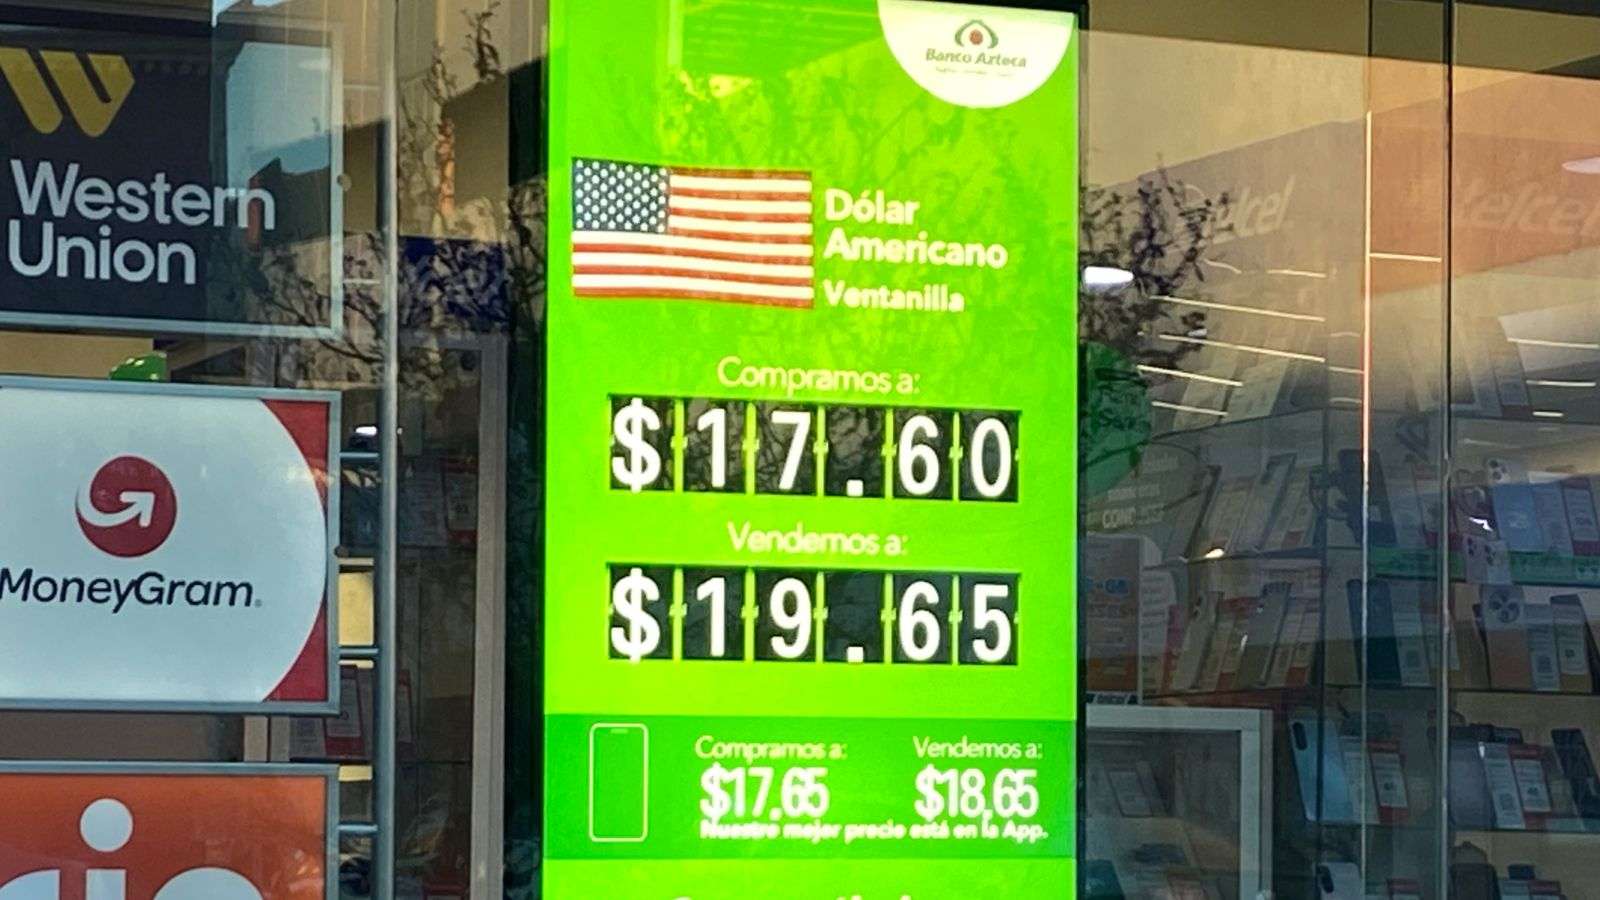 Western
Union
MoneyGram
Banco Azteca
Dólar
Americano
Ventanilla
Compramos a:
$17.60
Vendemos a:
$19.65
Compramos a: Vendemos a:
$17.65 $18.65
Nuestro mejor precio está en la App.
telcel